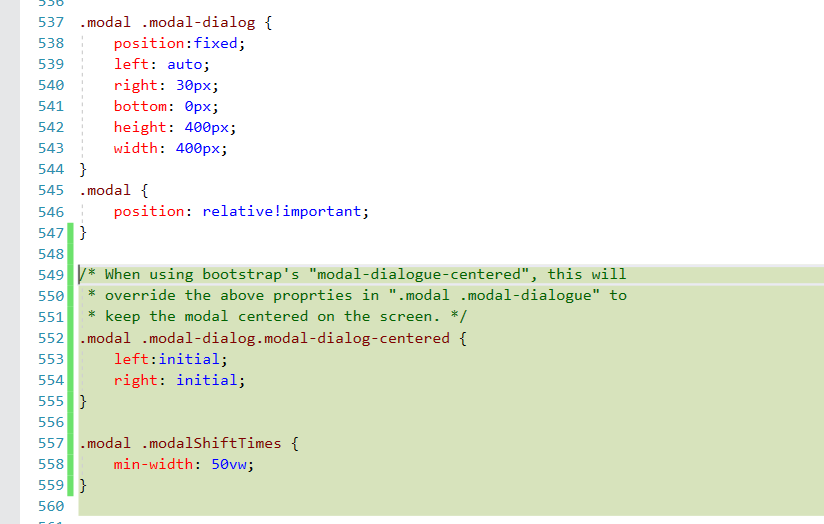 536
537 .modal .modal-dialog {
538 position:fixed;
539 left: auto;
540 right: 30px;
541 bottom: 0px;
542 height: 400px;
543 width: 400px;
544 }
545 .modal {
546 position: relative!important;
547 }
548
549 /* When using bootstrap's "modal-dialogue-centered", this will
550 * override the above proprties in ".modal .modal-dialogue" to
551 * keep the modal centered on the screen. */
552 .modal .modal-dialog.modal-dialog-centered {
553 left:initial;
554 right: initial;
555 }
556
557 .modal .modalShiftTimes {
558 min-width: 50vw;
559 }
560
561